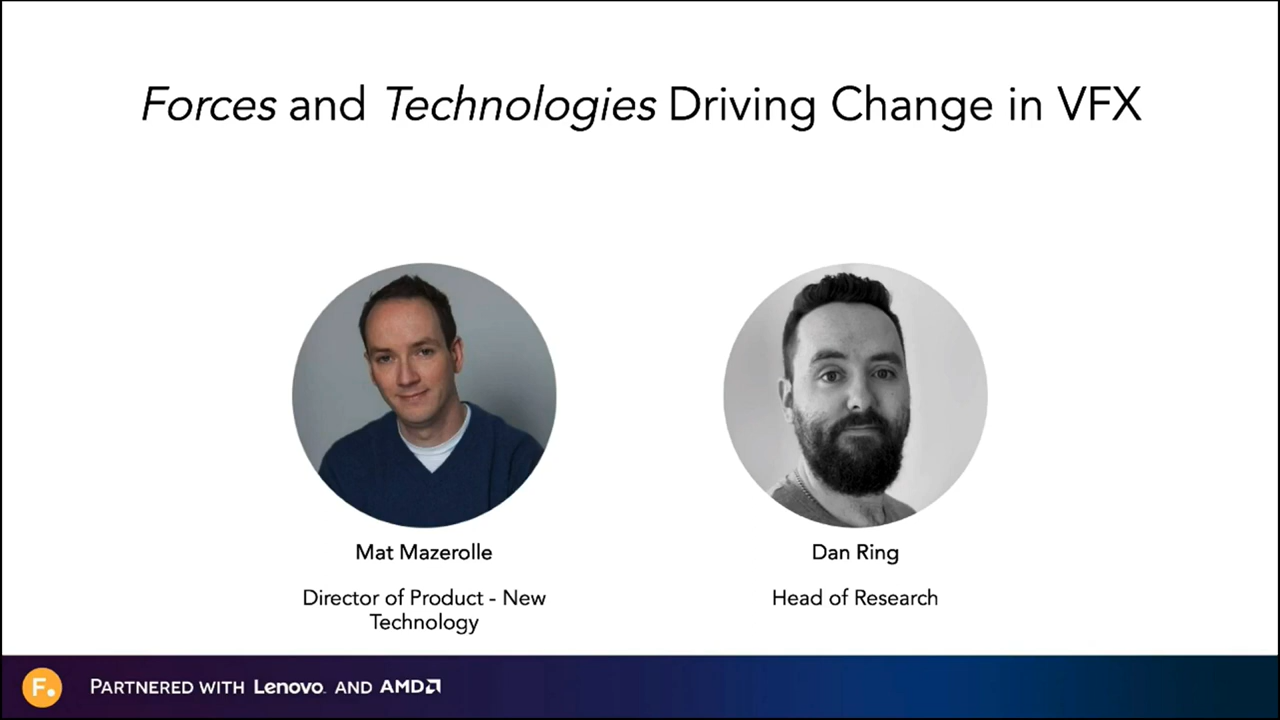 Forces and Technologies Driving Change in VFX
Mat Mazerolle
Director of Product - New
Technology
Dan Ring
Head of Research
F.
PARTNERED WITH Lenovo. AND AMD